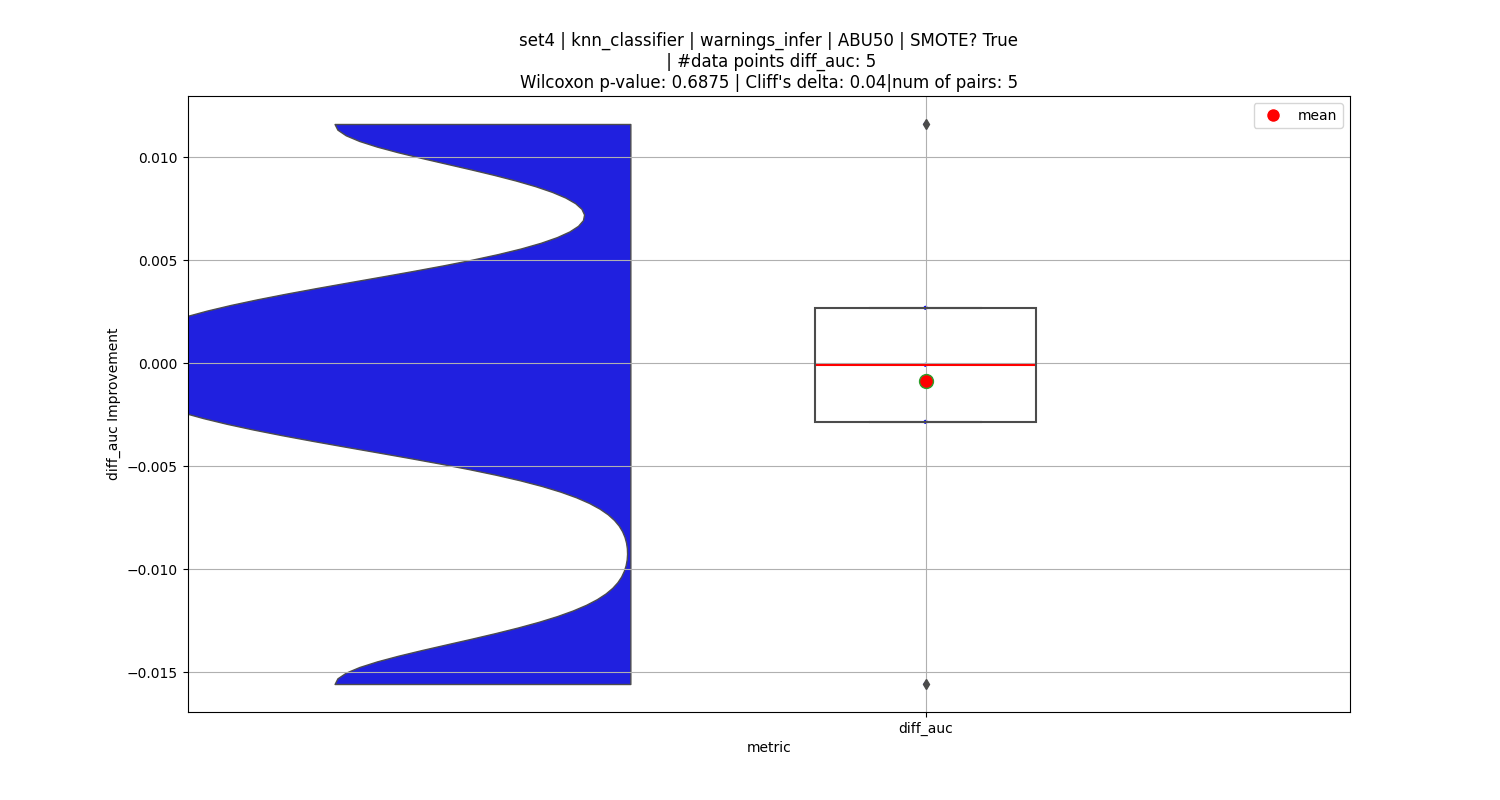 set4 | knn_classifier | warnings_infer | ABU50 | SMOTE? True
| #data points diff_auc: 5
Wilcoxon p-value: 0.6875 | Cliff's delta: 0.04|num of pairs: 5
mean
0.010
0.005
0.000
−0.005
−0.010
−0.015
diff_auc Improvement
diff_auc
metric